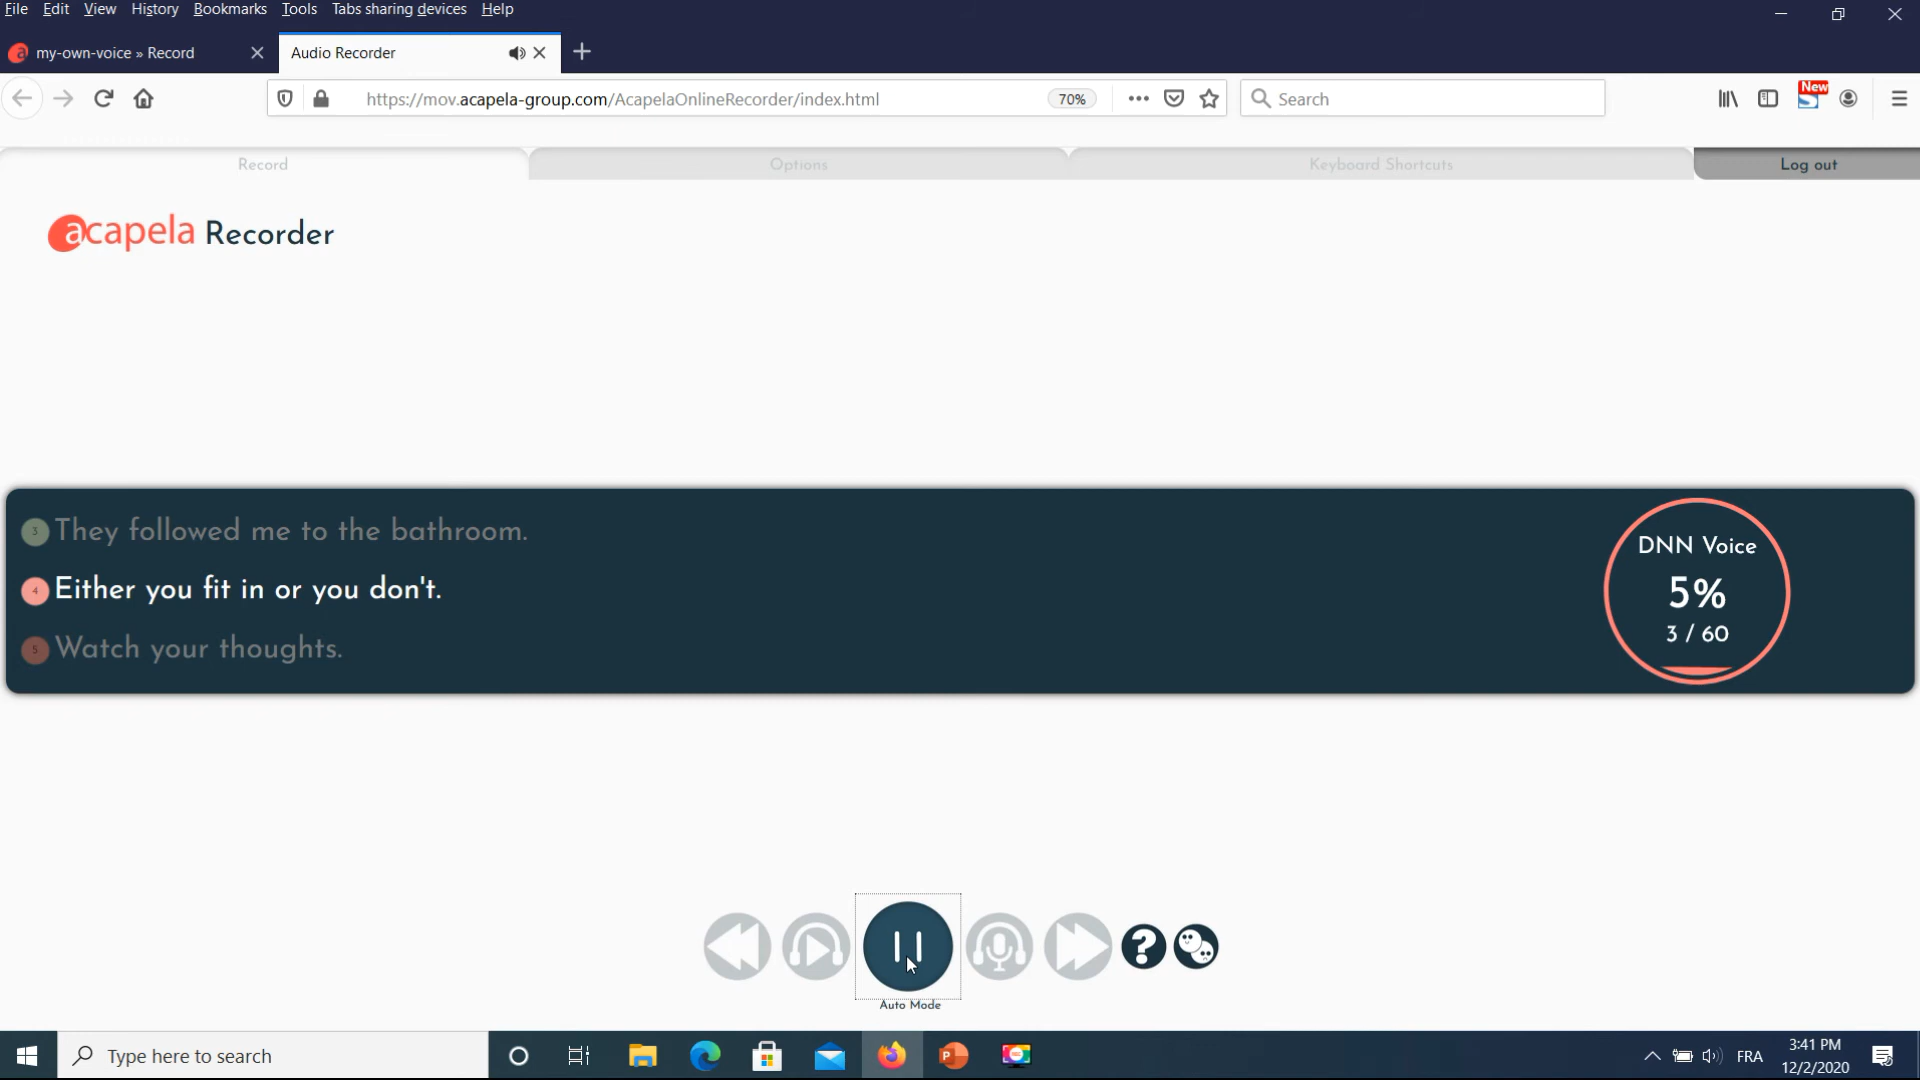 File Edit View History Bookmarks Tools Tabs sharing devices Help
my-own-voice » Record
Audio Recorder
https://mov.acapela-group.com/AcapelaOnlineRecorder/index.html
70%
Search
New
Record
Options
Keyboard Shortcuts
Log out
acapela Recorder
3 They followed me to the bathroom.
4 Either you fit in or you don't.
5 Watch your thoughts.
DNN Voice
5%
3 / 60
?
Auto Mode
Type here to search
P
FRA
3:41 PM
12/2/2020